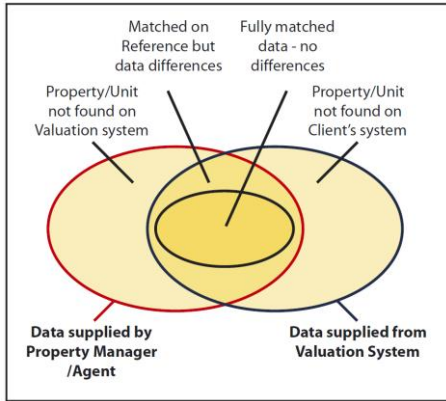 Matched on
Reference but
data differences
Fully matched
data - no
differences
Property/Unit
not found on
Valuation system
Property/Unit
not found on
Client's system
Data supplied by
Property Manager
/Agent
Data supplied from
Valuation System